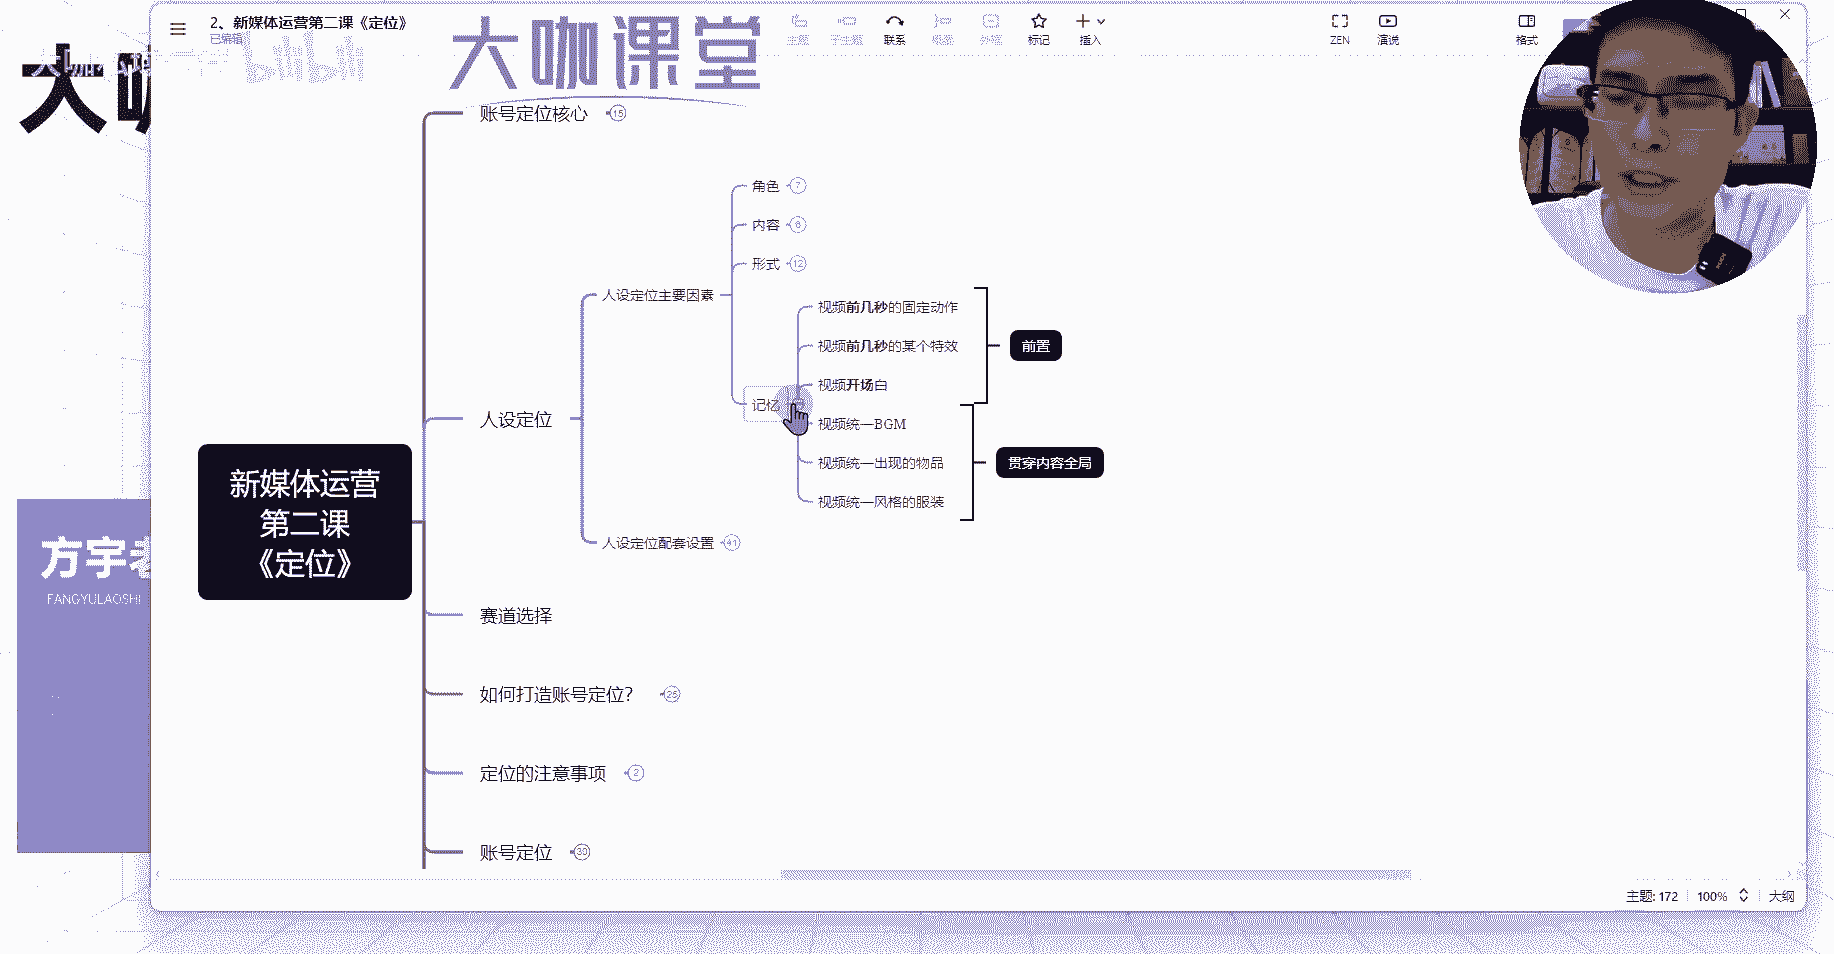 2、新媒体运营第二课《定位》
已编辑
大咖课堂
bilibili
主题
子主题
联系
概要
外框
标记
插入
ZEN
演说
格式
账号定位核心
15
角色
7
内容
6
形式
12
人设定位主要因素
视频前几秒的固定动作
视频前几秒的某个特效
前置
视频开场白
记忆
人设定位
视频统一BGM
视频统一出现的物品
贯穿内容全局
视频统一风格的服装
新媒体运营
第二课
《定位》
人设定位配套设置
41
方宇老
FANGYULAOSHI
赛道选择
如何打造账号定位？
25
定位的注意事项
2
账号定位
30
主题: 172
100%
大纲